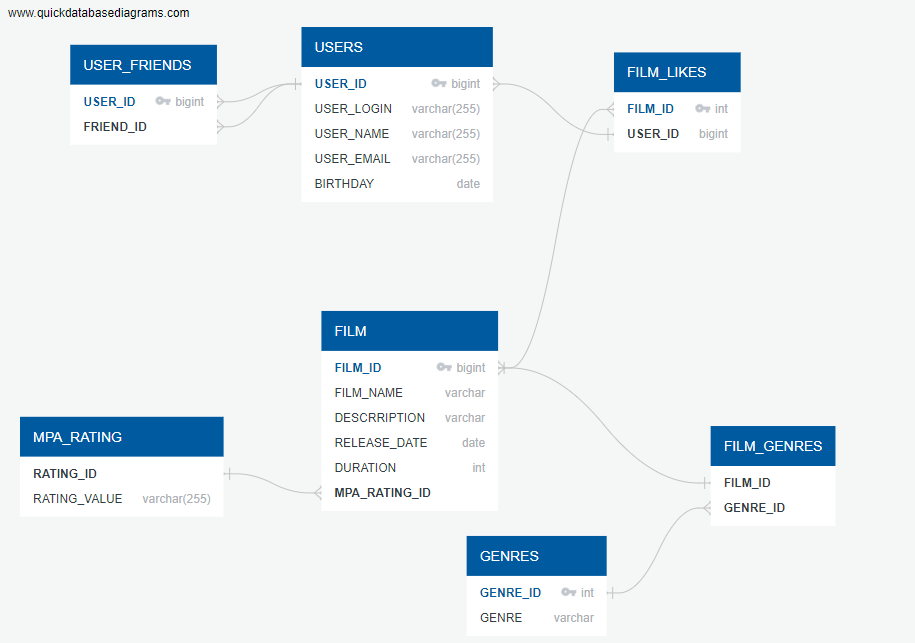 www.quickdatabasediagrams.com
USER_FRIENDS
USER_ID bigint
FRIEND_ID
USERS
USER_ID bigint
USER_LOGIN varchar(255)
USER_NAME varchar(255)
USER_EMAIL varchar(255)
BIRTHDAY date
FILM_LIKES
FILM_ID int
USER_ID bigint
FILM
FILM_ID bigint
FILM_NAME varchar
DESCRRIPTION varchar
RELEASE_DATE date
DURATION int
MPA_RATING_ID
MPA_RATING
RATING_ID
RATING_VALUE varchar(255)
FILM_GENRES
FILM_ID
GENRE_ID
GENRES
GENRE_ID int
GENRE varchar